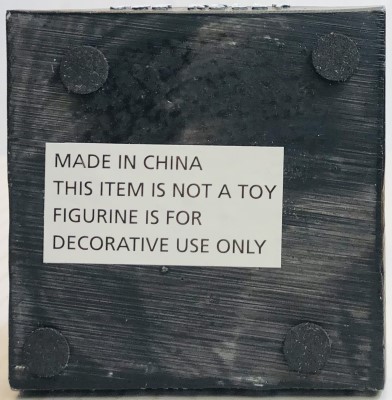 MADE IN CHINA
THIS ITEM IS NOT A TOY
FIGURINE IS FOR
DECORATIVE USE ONLY